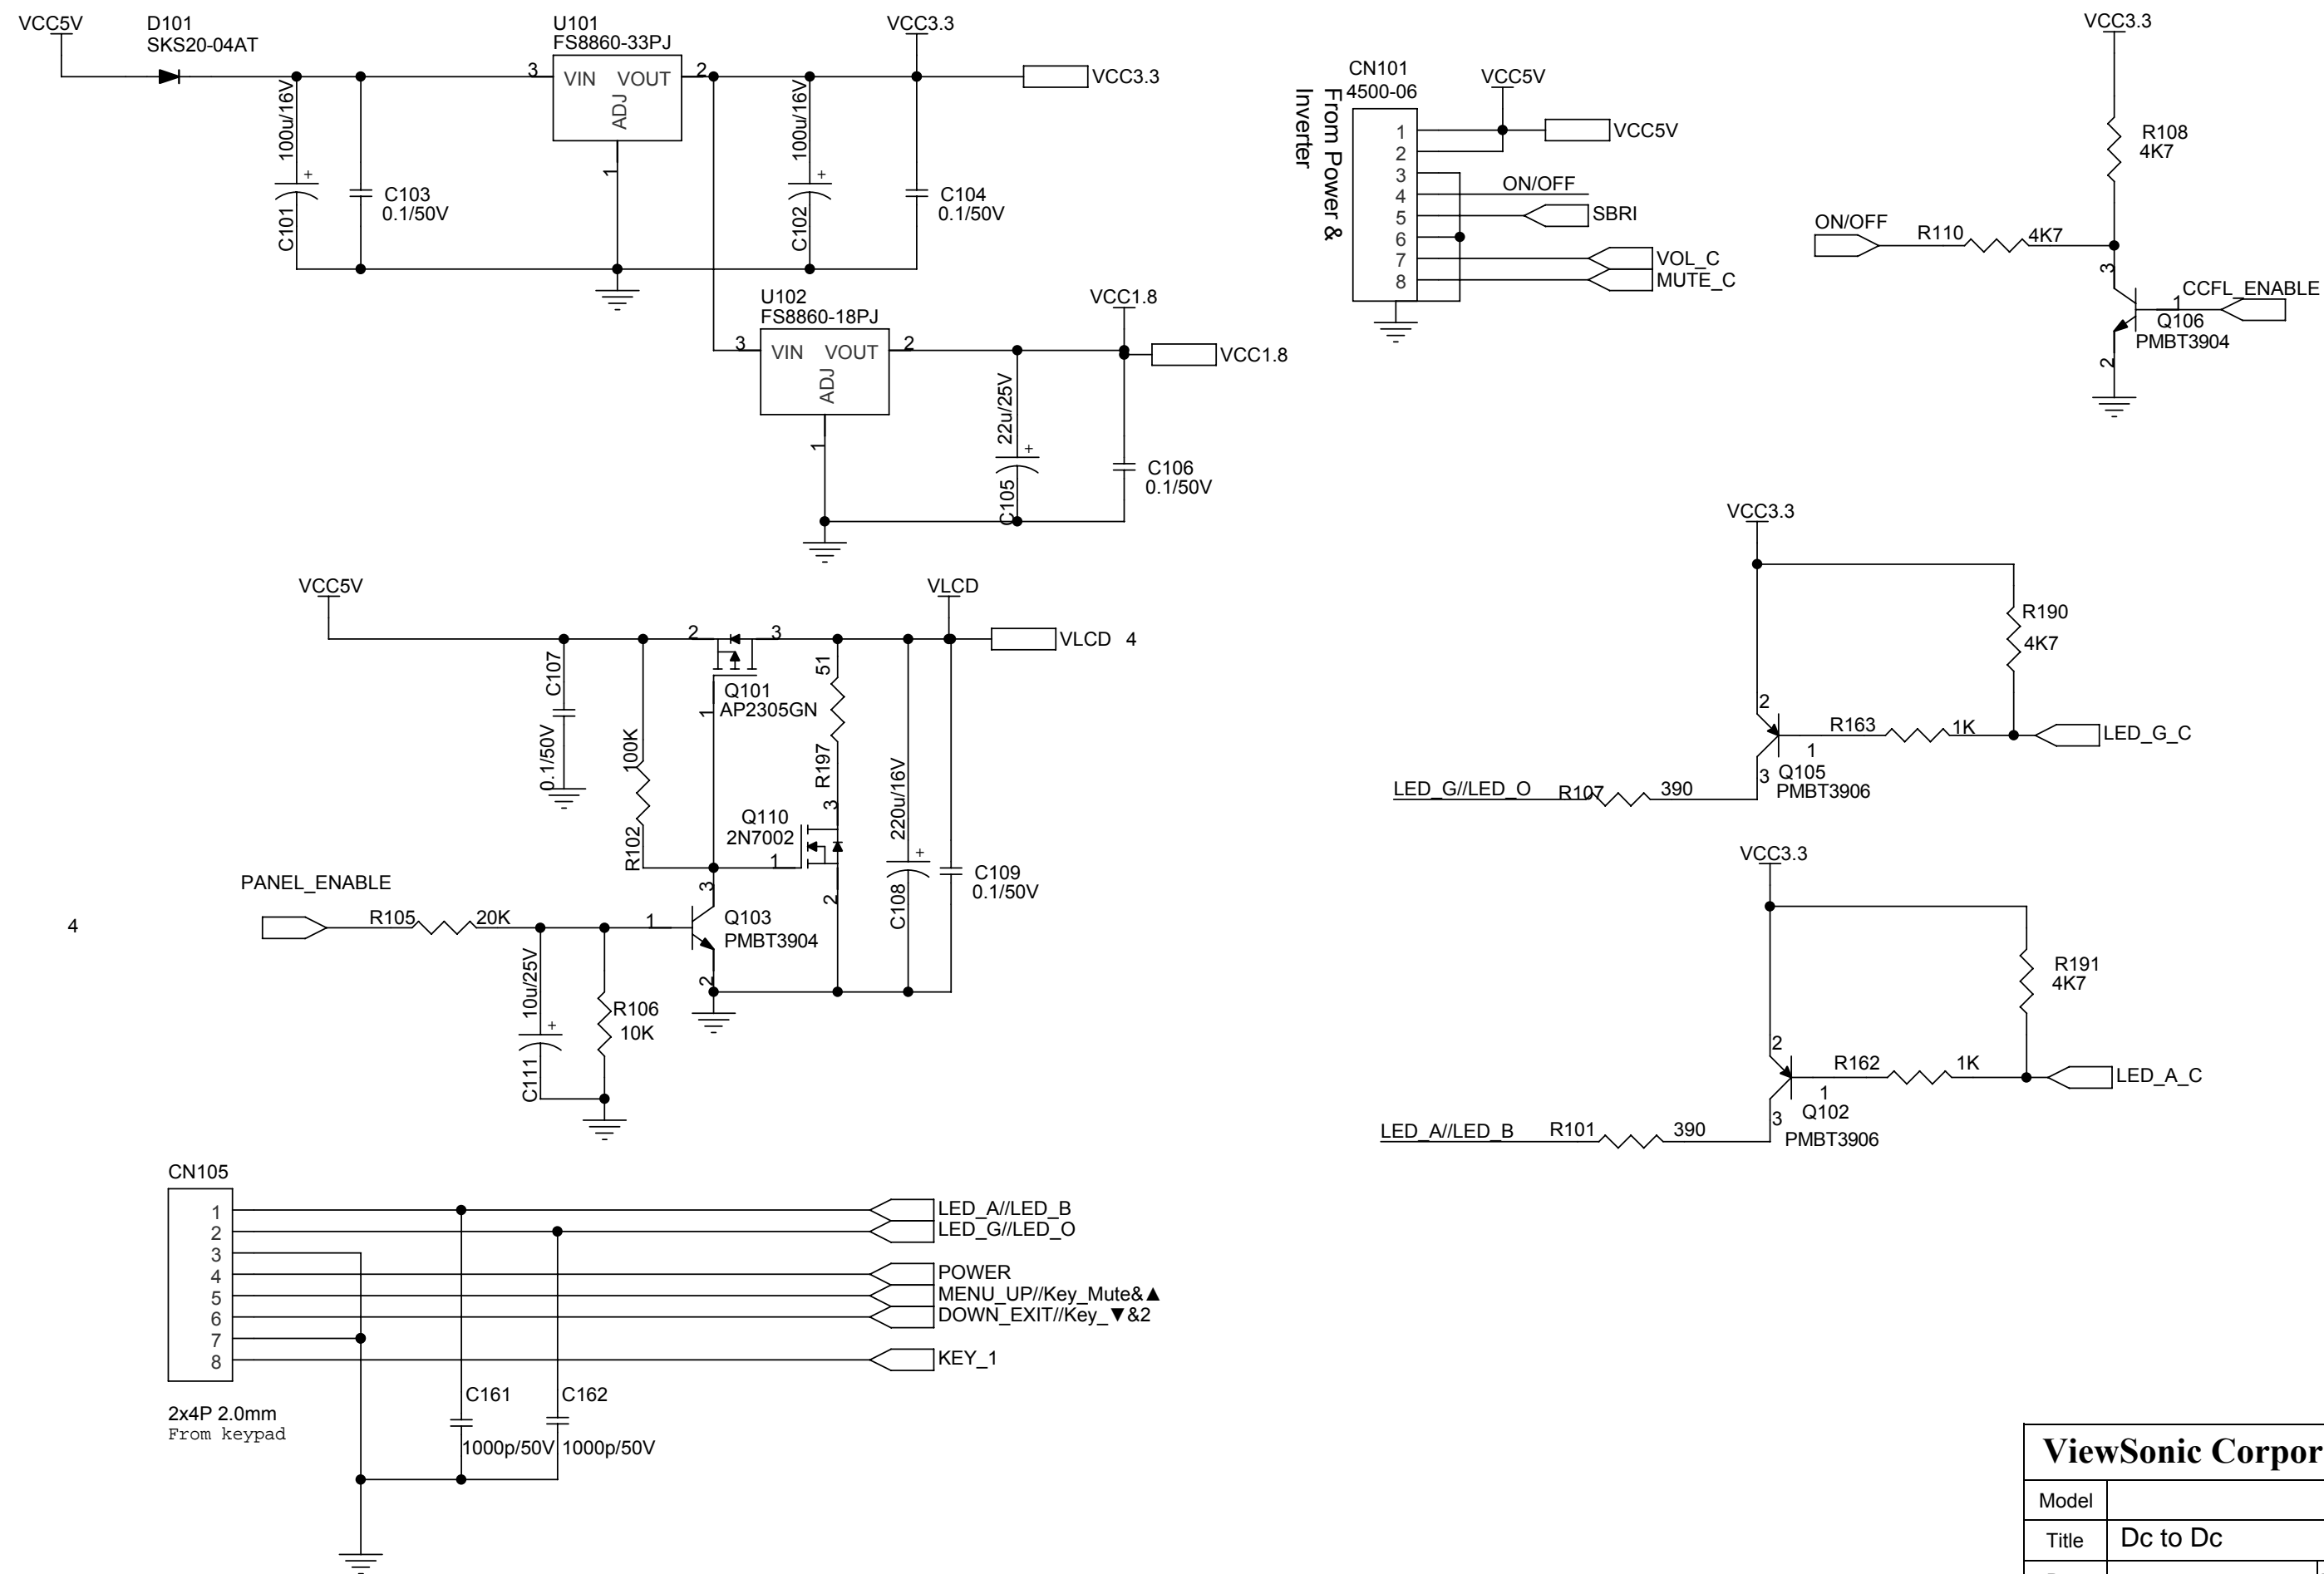 VCC5V
D101
SKS20-04AT
U101
FS8860-33PJ
VCC3.3
3
VIN
VOUT
2
ADJ
1
VCC3.3
100u/16V
C101
C103
0.1/50V
100u/16V
C102
C104
0.1/50V
U102
FS8860-18PJ
VCC1.8
3
VIN
VOUT
2
ADJ
1
VCC1.8
22u/25V
C105
C106
0.1/50V
From Power &
Inverter
CN101
4500-06
VCC5V
1
2
3
4
5
6
7
8
VCC5V
ON/OFF
SBRI
VOL_C
MUTE_C
VCC3.3
R108
4K7
ON/OFF
R110
4K7
3
1
CCFL_ENABLE
Q106
PMBT3904
2
VCC5V
VLCD
2
3
VLCD 4
C107
0.1/50V
100K
R102
Q101
AP2305GN
1
51
R197
3
Q110
2N7002
1
2
220u/16V
C108
C109
0.1/50V
PANEL_ENABLE
4
R105
20K
1
3
Q103
PMBT3904
2
10u/25V
C111
R106
10K
VCC3.3
R190
4K7
2
R163
1K
LED_G_C
1
3
Q105
PMBT3906
LED_G//LED_O
R107
390
VCC3.3
R191
4K7
2
R162
1K
LED_A_C
1
Q102
3
PMBT3906
LED_A//LED_B
R101
390
CN105
1
2
3
4
5
6
7
8
LED_A//LED_B
LED_G//LED_O
POWER
MENU_UP//Key_Mute&▲
DOWN_EXIT//Key_▼&2
KEY_1
C161
1000p/50V
C162
1000p/50V
2x4P 2.0mm
From keypad
ViewSonic Corpor
Model
Title
Dc to Dc